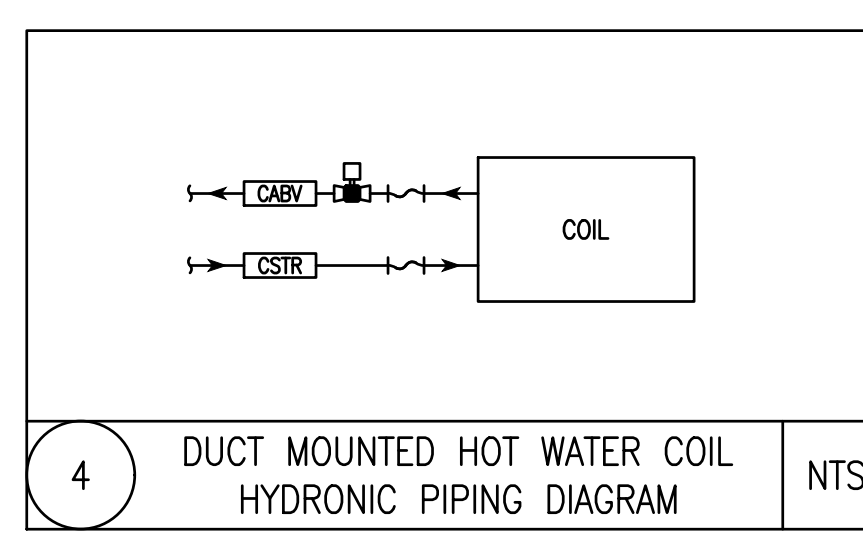 CABV
COIL
CSTR
4
DUCT MOUNTED HOT WATER COIL
HYDRONIC PIPING DIAGRAM
NTS